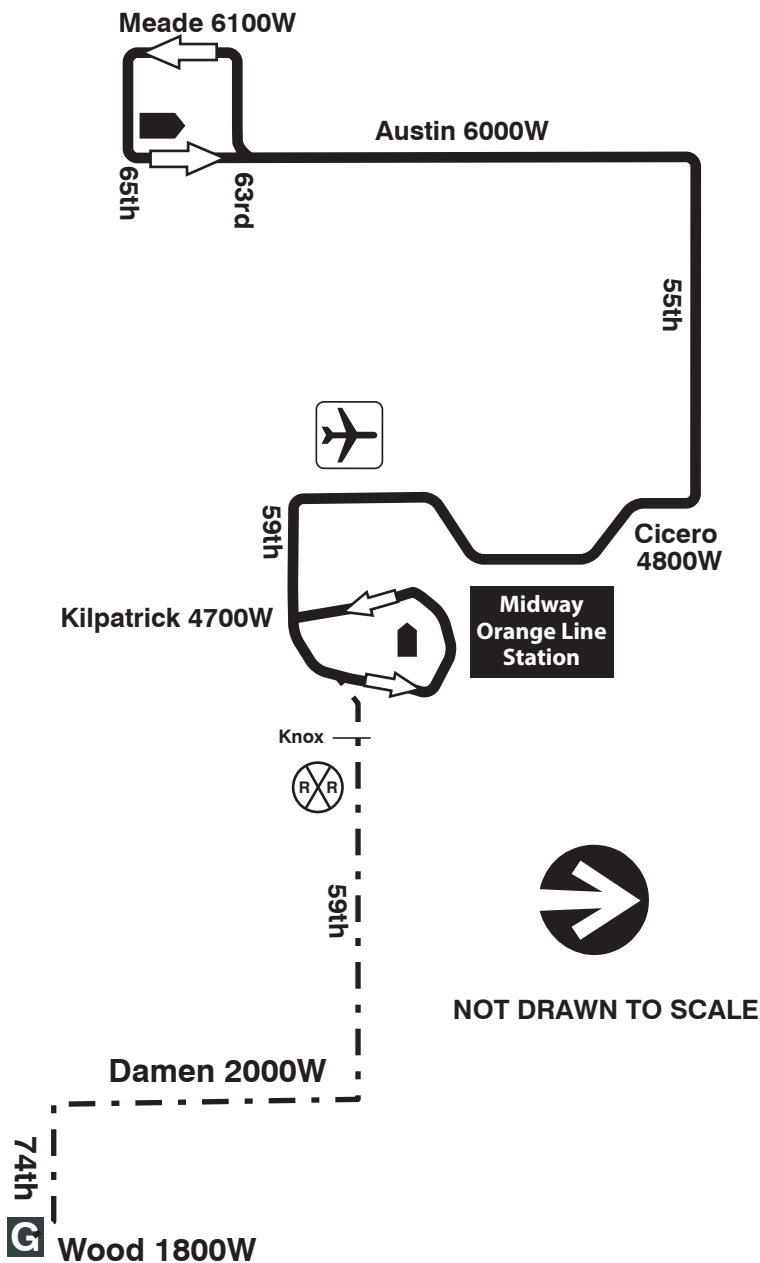 Meade 6100W
Austin 6000W
65th
63rd
55th
59th
Cicero
4800W
Midway
Orange Line
Station
Kilpatrick 4700W
Knox
R R
59th
NOT DRAWN TO SCALE
Damen 2000W
74th
G
Wood 1800W